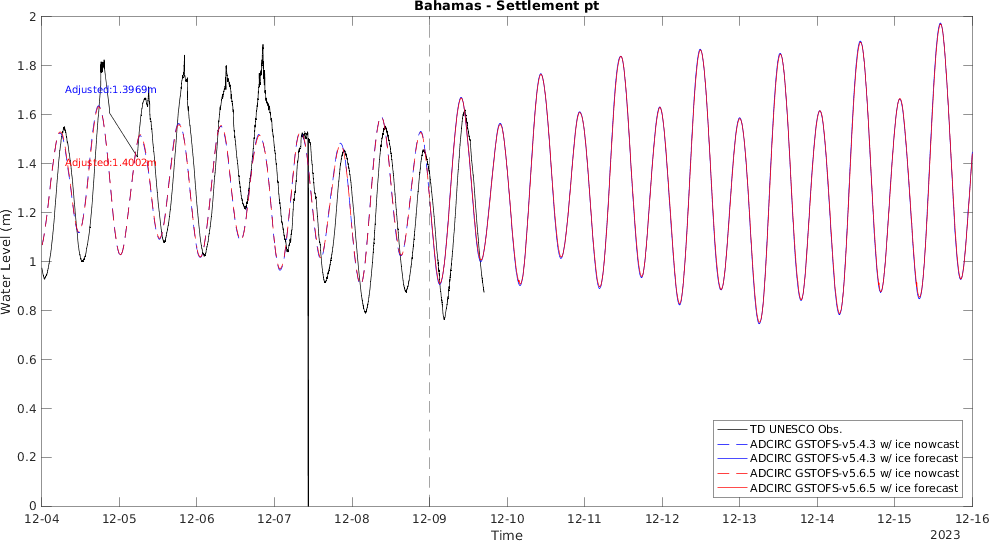 Bahamas - Settlement pt
2
1.8
1.6
1.4
1.2
1
0.8
0.6
0.4
0.2
0
Water Level (m)
Adjusted:1.3969m
Adjusted:1.4002m
TD UNESCO Obs.
ADCIRC GSTOFS-v5.4.3 w/ ice nowcast
ADCIRC GSTOFS-v5.4.3 w/ ice forecast
ADCIRC GSTOFS-v5.6.5 w/ ice nowcast
ADCIRC GSTOFS-v5.6.5 w/ ice forecast
12-04 12-05 12-06 12-07 12-08 12-09 12-10 12-11 12-12 12-13 12-14 12-15 12-16
Time
2023